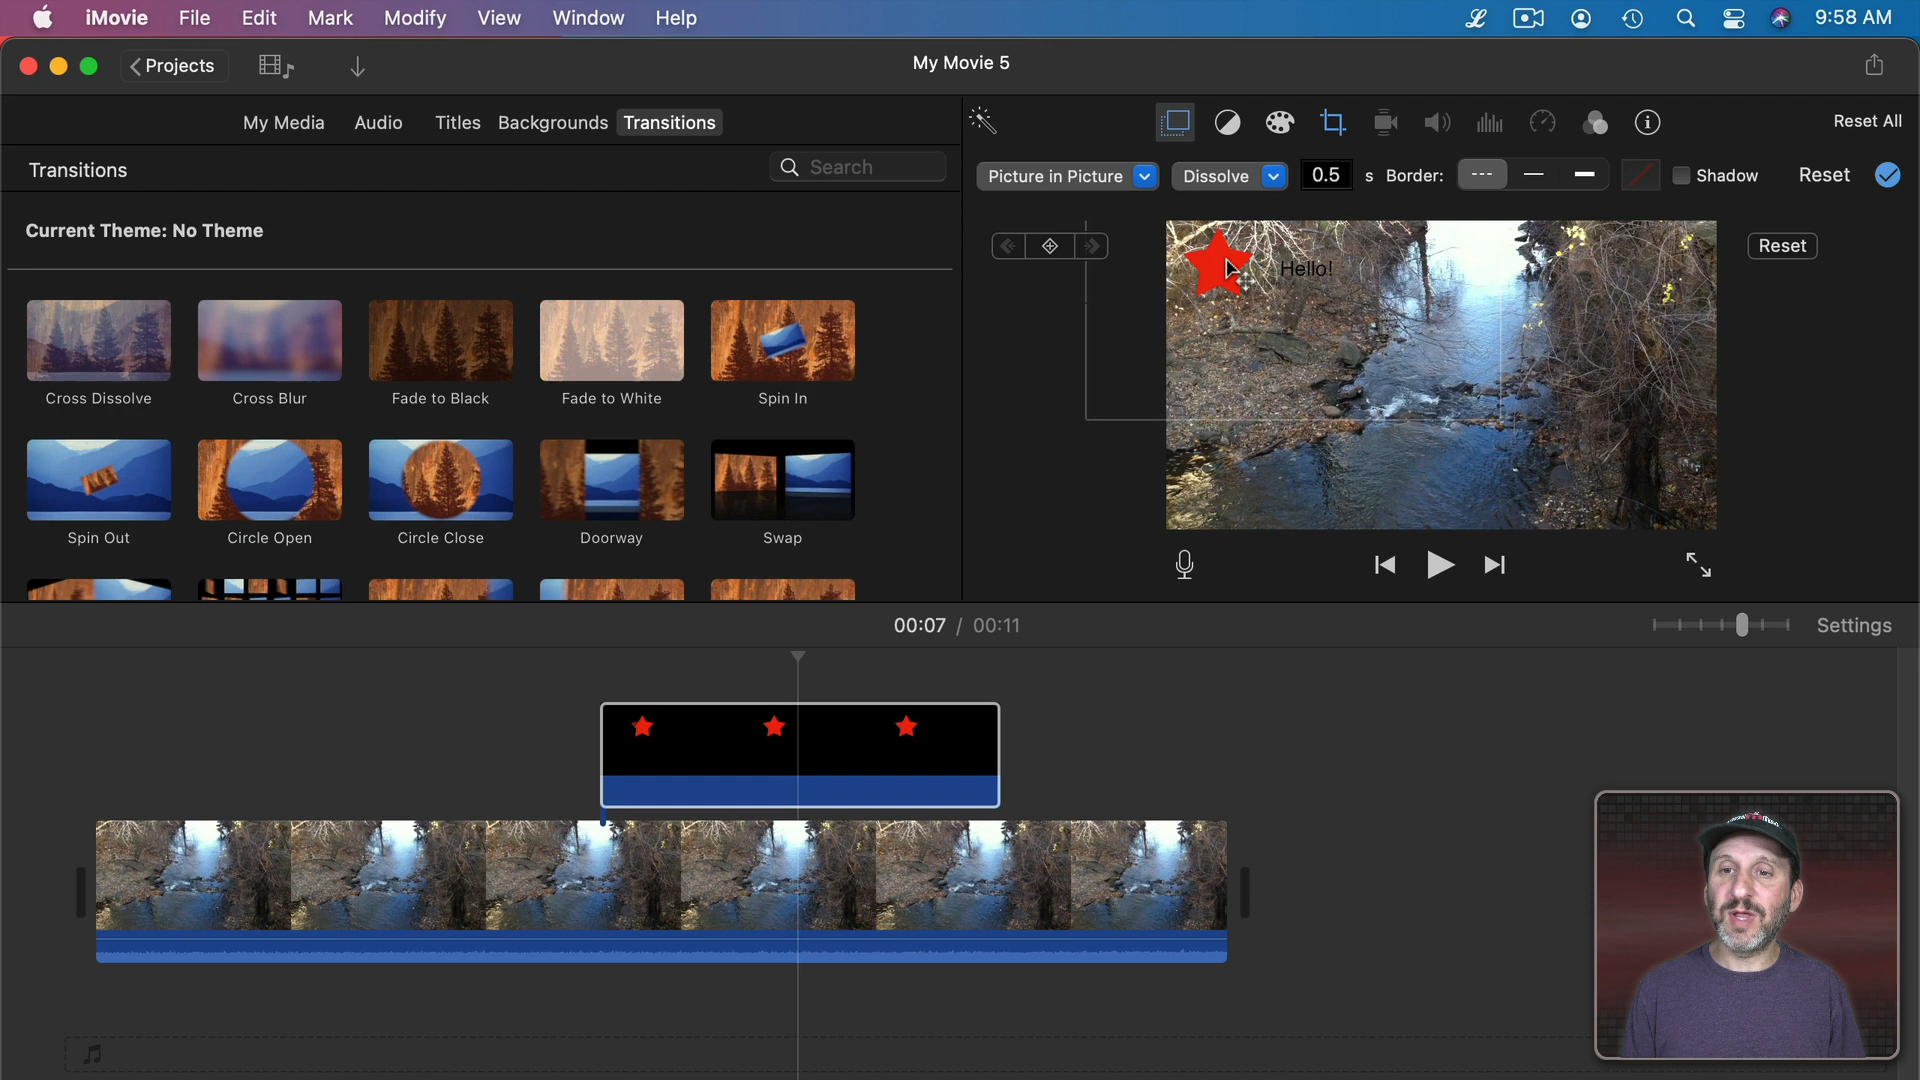 iMovie File Edit Mark Modify View Window Help 9:58 AM
Projects My Movie 5
My Media Audio Titles Backgrounds Transitions Reset All
Transitions Search Picture in Picture Dissolve 0.5 s Border: Shadow Reset
Current Theme: No Theme Reset
Hello!
Cross Dissolve Cross Blur Fade to Black Fade to White Spin In
Spin Out Circle Open Circle Close Doorway Swap
00:07 / 00:11 Settings